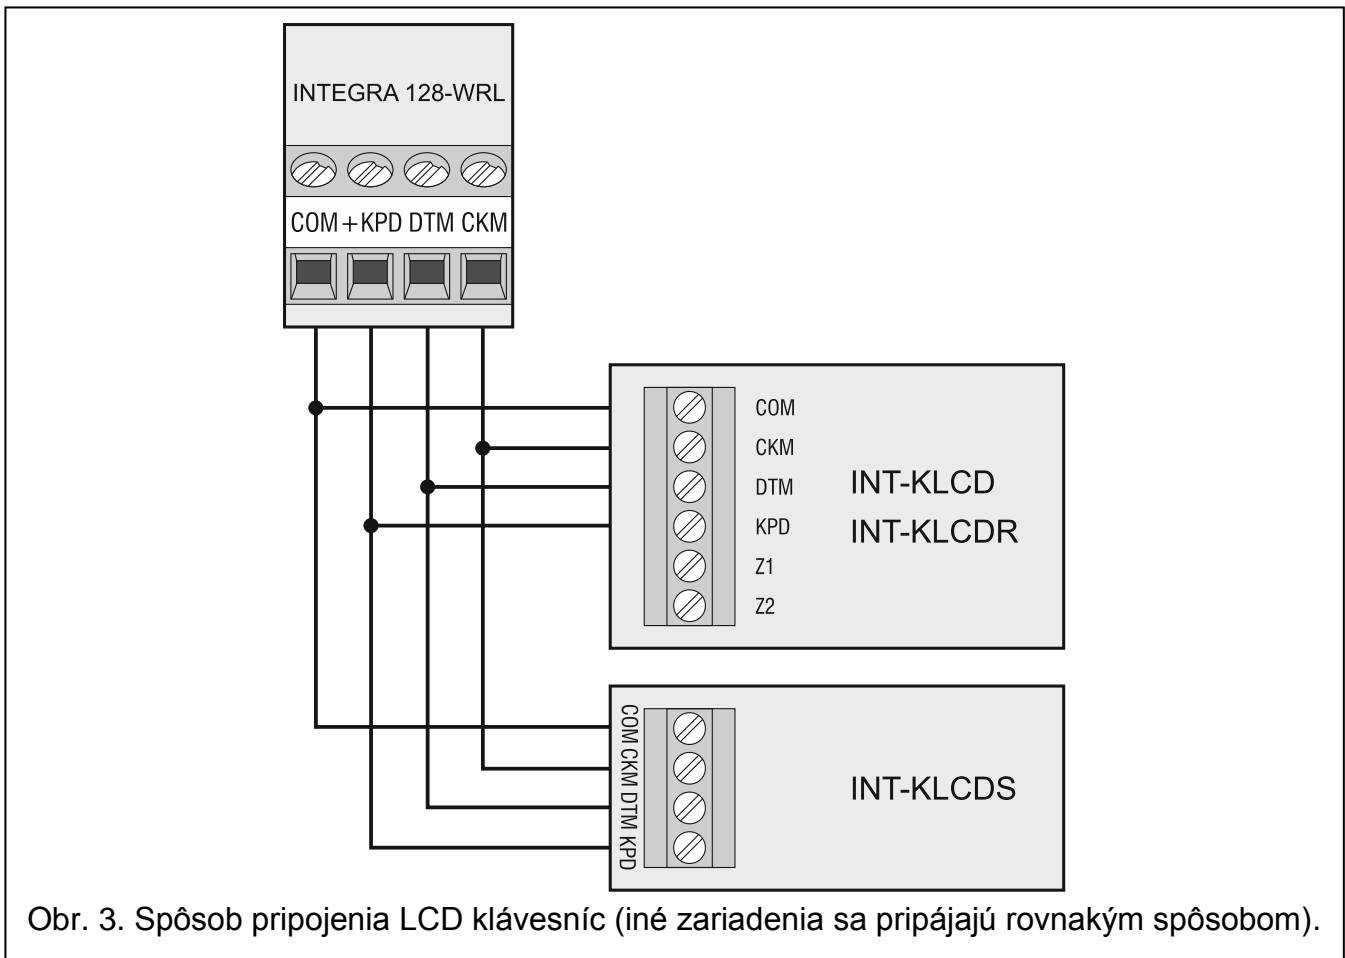 INTEGRA 128-WRL
COM +KPD DTM CKM
COM
CKM
DTM
KPD
Z1
Z2
INT-KLCD
INT-KLCDR
COM CKM DTM KPD
INT-KLCDS
Obr. 3. Spôsob pripojenia LCD klávesníc (iné zariadenia sa pripájajú rovnakým spôsobom).